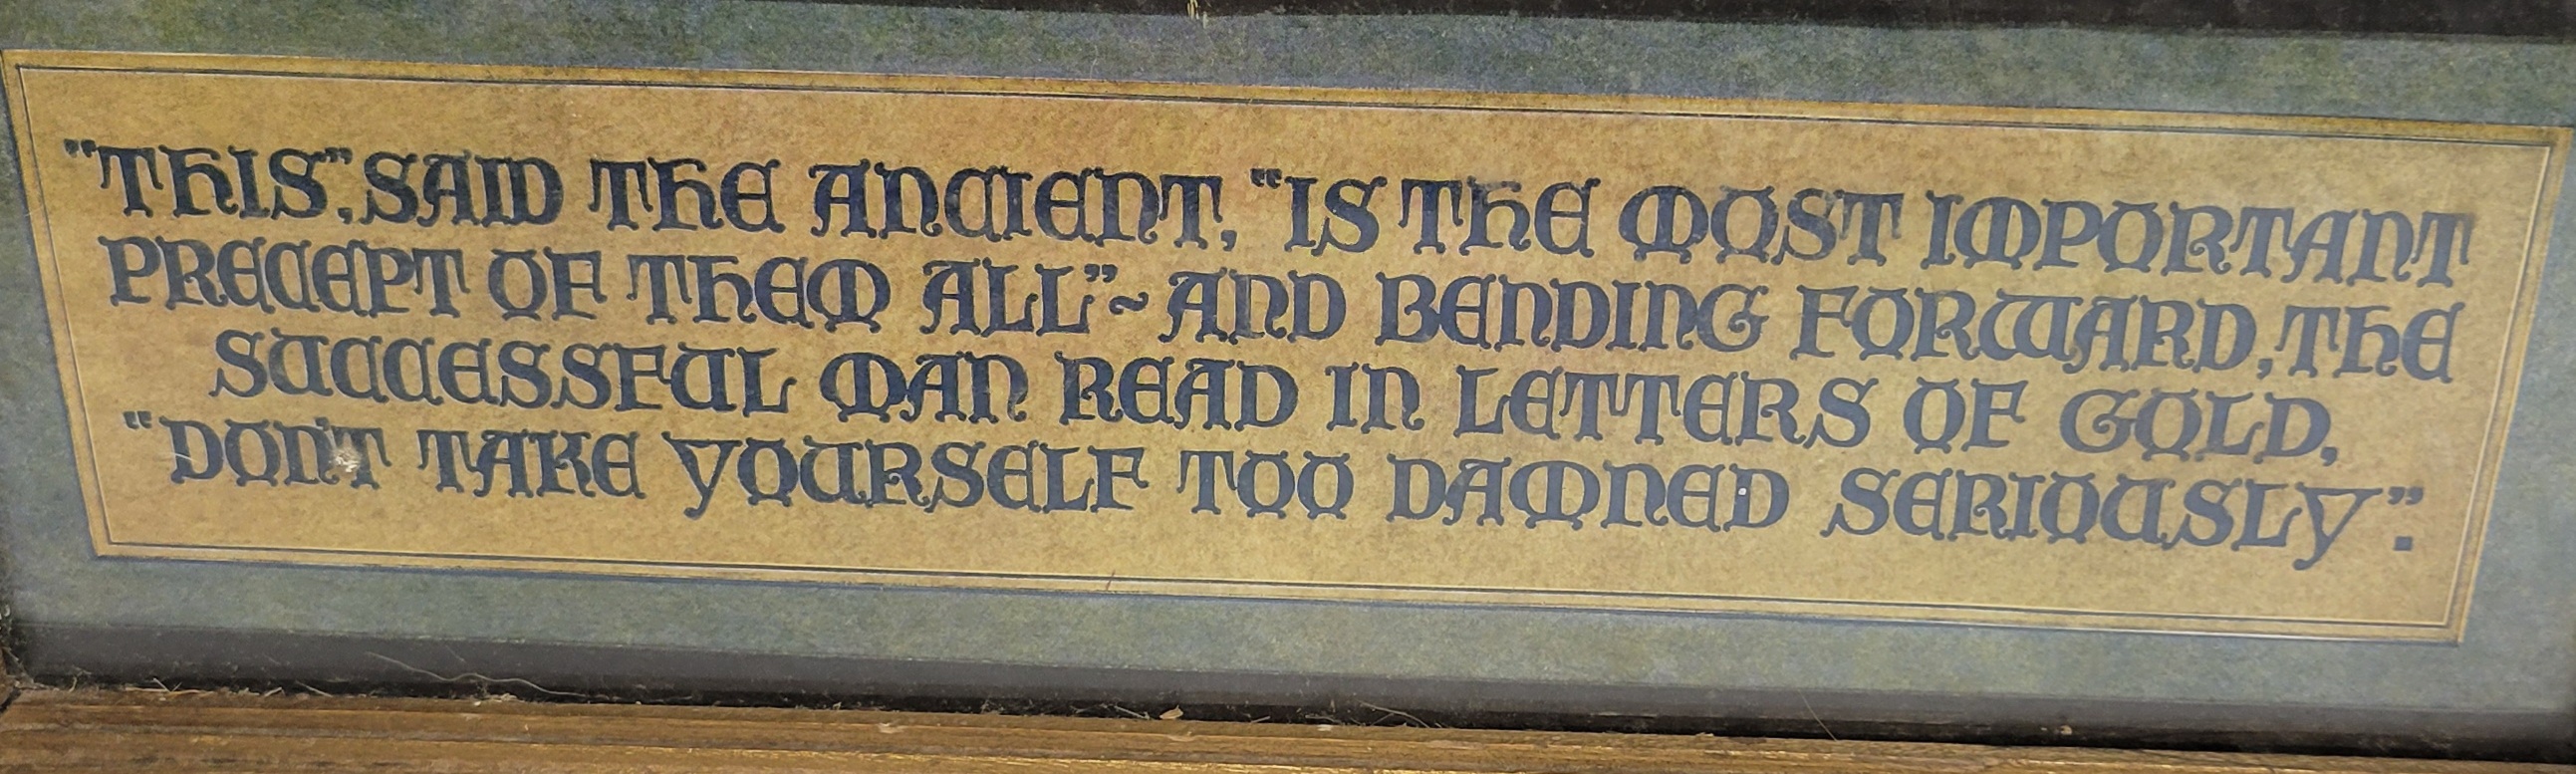 "THIS", SAID THE ANCIENT, "IS THE MOST IMPORTANT
PRECEPT OF THEM ALL" ~ AND BENDING FORWARD, THE
SUCCESSFUL MAN READ IN LETTERS OF GOLD,
"DON'T TAKE YOURSELF TOO DAMNED SERIOUSLY".